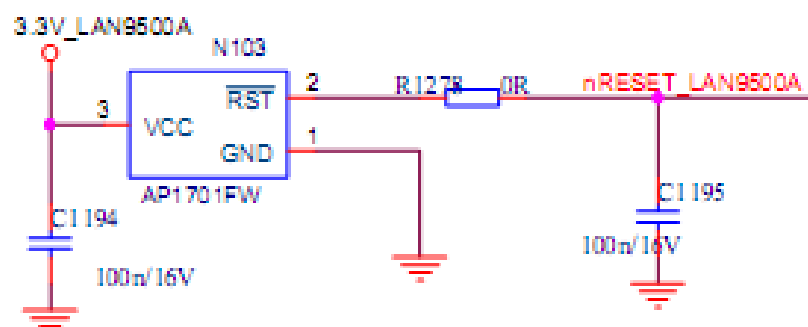 3.3V_LAN9500A
N103
RST
2
R1278
0R
nRESET_LAN9500A
3
VCC
1
GND
AP1701FW
C1194
C1195
100n/16V
100n/16V